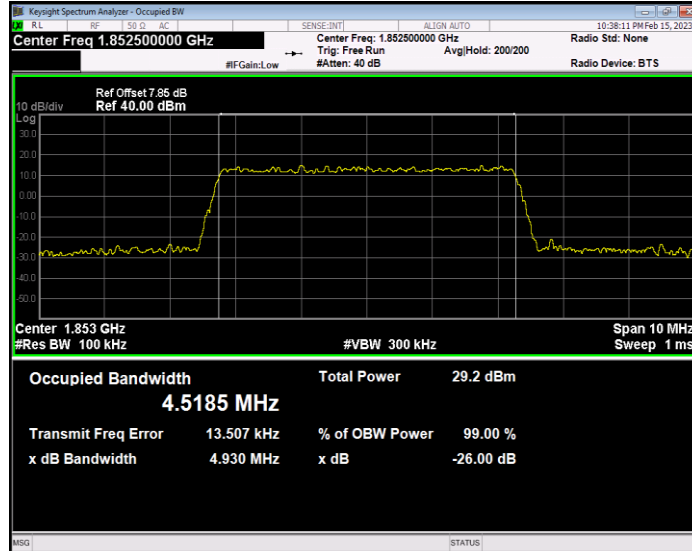 Keysight Spectrum Analyzer - Occupied BW
RL RF 50 Ω AC SENSE:INT ALIGN AUTO 10:38:11 PM Feb 15, 2023
Center Freq 1.852500000 GHz Center Freq: 1.852500000 GHz Radio Std: None
Trig: Free Run Avg|Hold: 200/200
#IFGain:Low #Atten: 40 dB Radio Device: BTS
Ref Offset 7.85 dB
10 dB/div Ref 40.00 dBm
Log
30.0
20.0
10.0
0.00
-10.0
-20.0
-30.0
-40.0
-50.0
Center 1.853 GHz Span 10 MHz
#Res BW 100 kHz #VBW 300 kHz Sweep 1 ms
Occupied Bandwidth Total Power 29.2 dBm
4.5185 MHz
Transmit Freq Error 13.507 kHz % of OBW Power 99.00 %
x dB Bandwidth 4.930 MHz x dB -26.00 dB
MSG STATUS